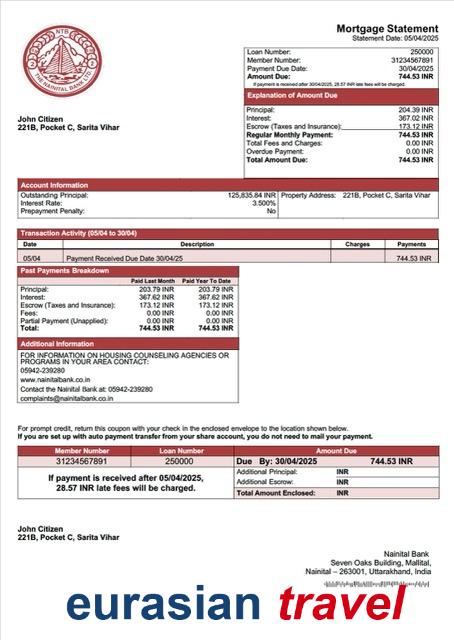 Mortgage Statement
Statement Date: 05/04/2025
NTB
THE NAINITAL BANK LTD
Loan Number: 250000
Member Number: 31234567891
Payment Due Date: 30/04/2025
Amount Due: 744.53 INR
If payment is received after 30/04/2025, 28.57 INR late fees will be charged.
Explanation of Amount Due
Principal: 204.39 INR
Interest: 367.02 INR
Escrow (Taxes and Insurance): 173.12 INR
Regular Monthly Payment: 744.53 INR
Total Fees and Charges: 0.00 INR
Overdue Payment: 0.00 INR
Total Amount Due: 744.53 INR
John Citizen
221B, Pocket C, Sarita Vihar
Account Information
Outstanding Principal: 125,835.84 INR Property Address: 221B, Pocket C, Sarita Vihar
Interest Rate: 3.500%
Prepayment Penalty: No
Transaction Activity (05/04 to 30/04)
Date Description Charges Payments
05/04 Payment Received Due Date 30/04/25 744.53 INR
Past Payments Breakdown
Paid Last Month Paid Year To Date
Principal: 203.79 INR 203.79 INR
Interest: 367.62 INR 367.62 INR
Escrow (Taxes and Insurance): 173.12 INR 173.12 INR
Fees: 0.00 INR 0.00 INR
Partial Payment (Unapplied): 0.00 INR 0.00 INR
Total: 744.53 INR 744.53 INR
Additional Information
FOR INFORMATION ON HOUSING COUNSELING AGENCIES OR
PROGRAMS IN YOUR AREA CONTACT:
05942-239280
www.nainitalbank.co.in
Contact the Nainital Bank at: 05942-239280
complaints@nainitalbank.co.in
For prompt credit, return this coupon with your check in the enclosed envelope to the location shown below.
If you are set up with auto payment transfer from your share account, you do not need to mail your payment.
Member Number Loan Number Amount Due
31234567891 250000 Due By: 30/04/2025 744.53 INR
If payment is received after 05/04/2025,
28.57 INR late fees will be charged.
Additional Principal: INR
Additional Escrow: INR
Total Amount Enclosed: INR
John Citizen
221B, Pocket C, Sarita Vihar
Nainital Bank
Seven Oaks Building, Mallital,
Nainital – 263001, Uttarakhand, India
eurasian travel